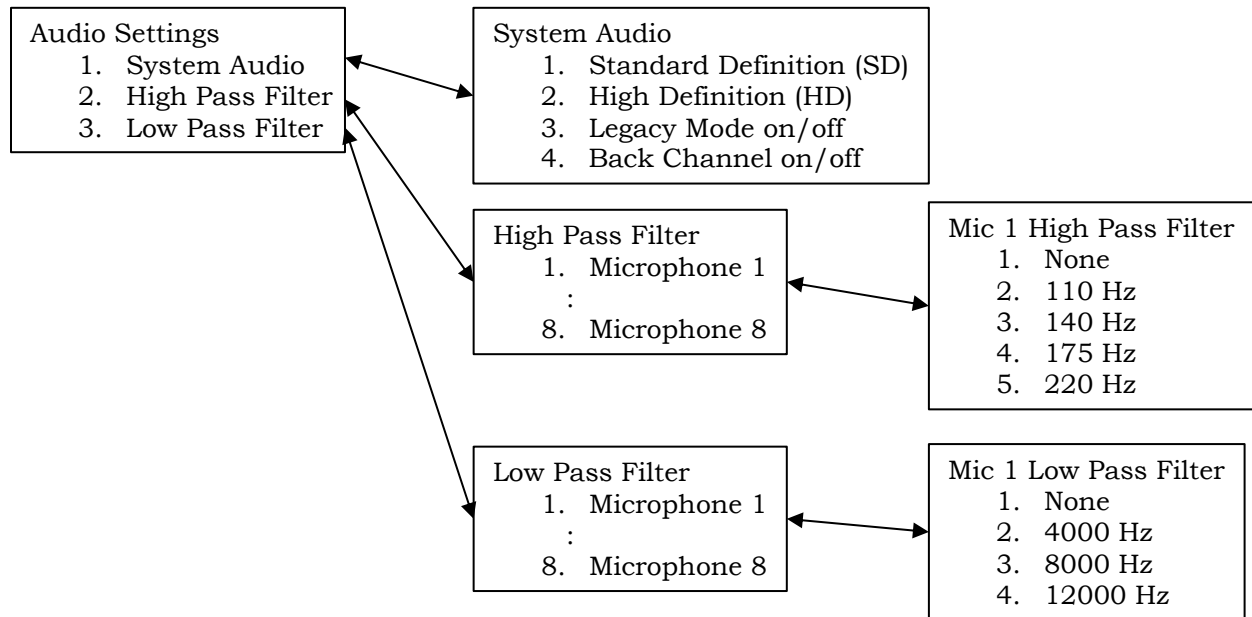 Audio Settings
1. System Audio
2. High Pass Filter
3. Low Pass Filter
System Audio
1. Standard Definition (SD)
2. High Definition (HD)
3. Legacy Mode on/off
4. Back Channel on/off
High Pass Filter
1. Microphone 1
:
8. Microphone 8
Mic 1 High Pass Filter
1. None
2. 110 Hz
3. 140 Hz
4. 175 Hz
5. 220 Hz
Low Pass Filter
1. Microphone 1
:
8. Microphone 8
Mic 1 Low Pass Filter
1. None
2. 4000 Hz
3. 8000 Hz
4. 12000 Hz